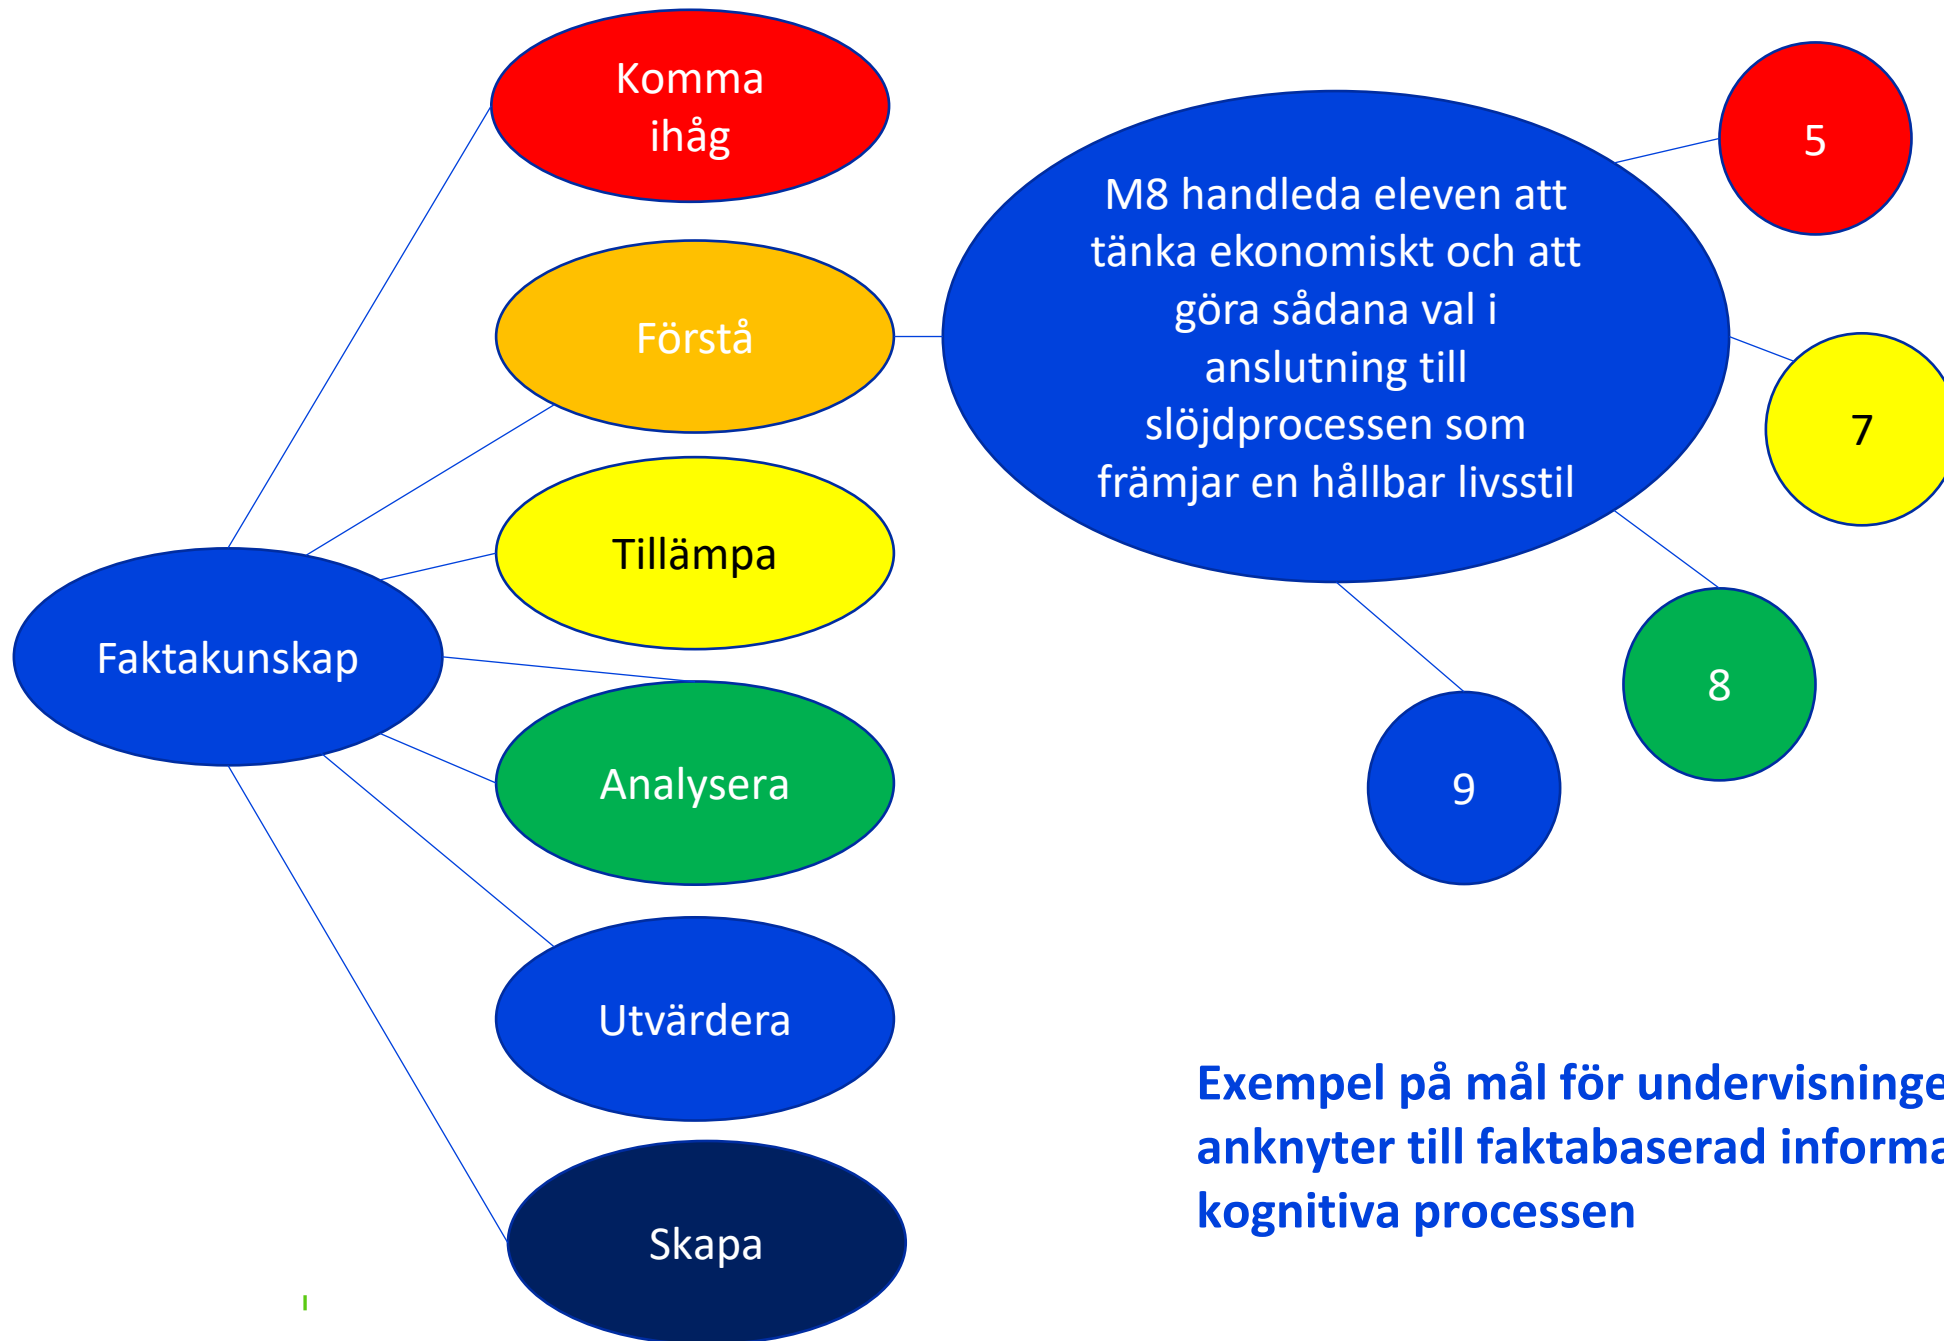 Komma
ihåg
Förstå
Tillämpa
Faktakunskap
Analysera
Utvärdera
Skapa
M8 handleda eleven att
tänka ekonomiskt och att
göra sådana val i
anslutning till
slöjdprocessen som
främjar en hållbar livsstil
5
7
8
9
Exempel på mål för undervisninge
anknyter till faktabaserad informa
kognitiva processen